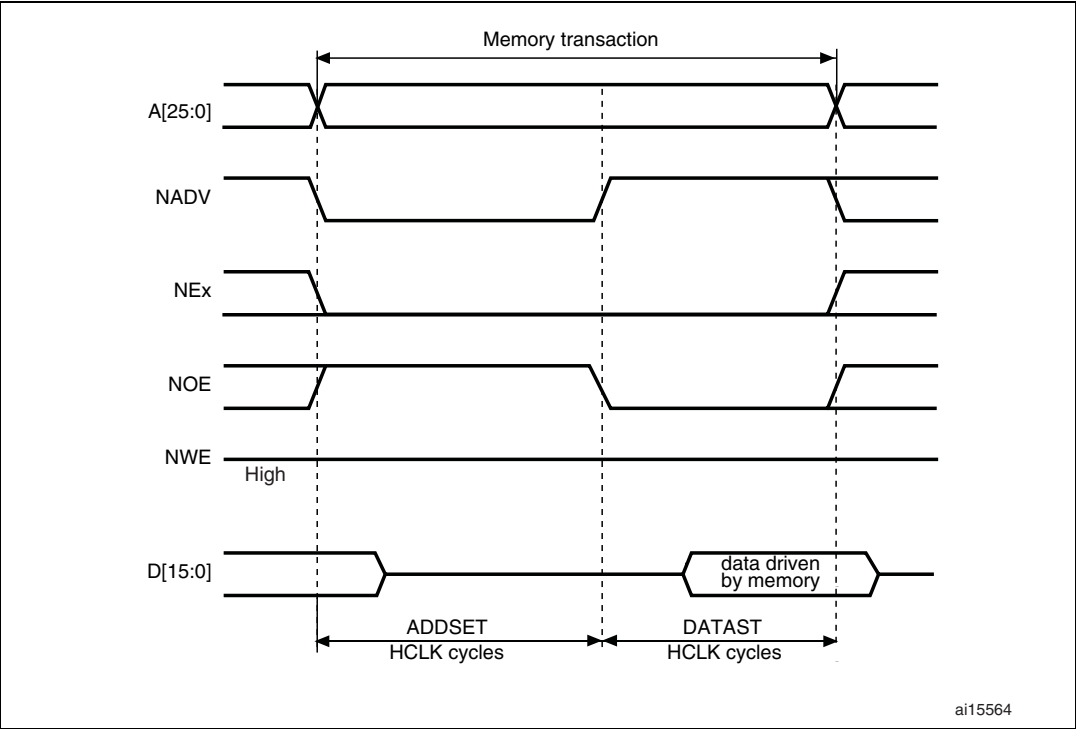 Memory transaction
A[25:0]
NADV
NEx
NOE
NWE
High
D[15:0]
data driven
by memory
ADDSET
HCLK cycles
DATAST
HCLK cycles
ai15564